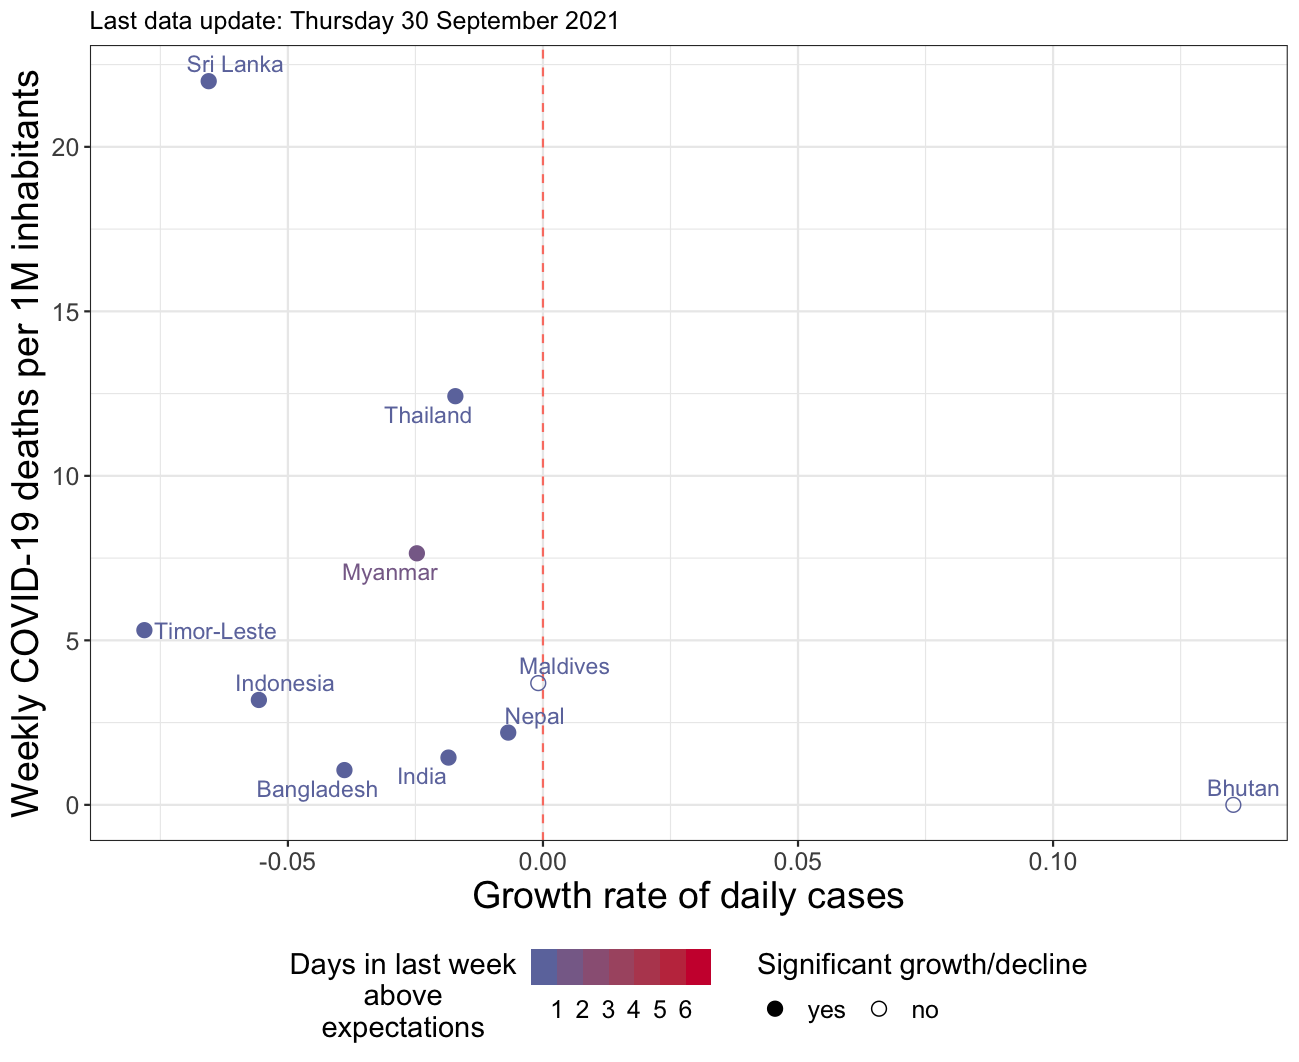 Last data update: Thursday 30 September 2021
Weekly COVID-19 deaths per 1M inhabitants
20
15
10
5
0
Sri Lanka
Thailand
Myanmar
Timor-Leste
Maldives
Indonesia
Nepal
India
Bangladesh
Bhutan
-0.05 0.00 0.05 0.10
Growth rate of daily cases
Days in last week
above
expectations
1 2 3 4 5 6
Significant growth/decline
yes no